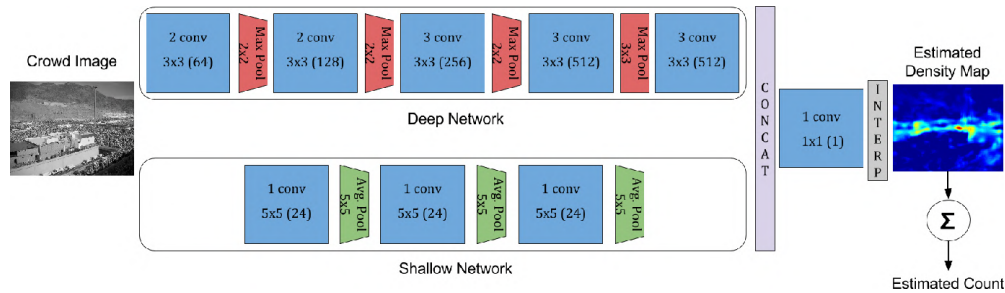 Crowd Image
2 conv
3x3 (64)
Max Pool
2x2
2 conv
3x3 (128)
Max Pool
2x2
3 conv
3x3 (256)
Max Pool
2x2
3 conv
3x3 (512)
Max Pool
3x3
3 conv
3x3 (512)
Deep Network
1 conv
5x5 (24)
Avg. Pool
5x5
1 conv
5x5 (24)
Avg. Pool
5x5
1 conv
5x5 (24)
Avg. Pool
5x5
Shallow Network
CONCAT
1 conv
1x1 (1)
INTERP
Estimated
Density Map
Σ
Estimated Count